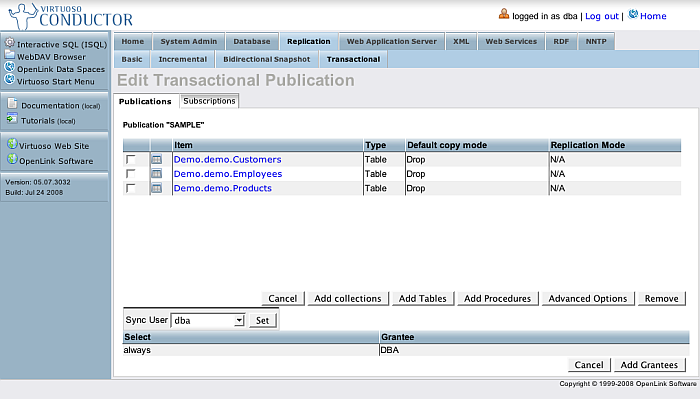 VIRTUOSO
CONDUCTOR
logged in as dba | Log out | Home
Interactive SQL (ISQL)
WebDAV Browser
OpenLink Data Spaces
Virtuoso Start Menu
Documentation (local)
Tutorials (local)
Virtuoso Web Site
OpenLink Software
Version: 05.07.3032
Build: Jul 24 2008
Home System Admin Database Replication Web Application Server XML Web Services RDF NNTP
Basic Incremental Bidirectional Snapshot Transactional
Edit Transactional Publication
Publications Subscriptions
Publication "SAMPLE"
Item Type Default copy mode Replication Mode
Demo.demo.Customers Table Drop N/A
Demo.demo.Employees Table Drop N/A
Demo.demo.Products Table Drop N/A
Cancel Add collections Add Tables Add Procedures Advanced Options Remove
Sync User dba Set
Select Grantee
always DBA
Cancel Add Grantees
Copyright © 1999-2008 OpenLink Software